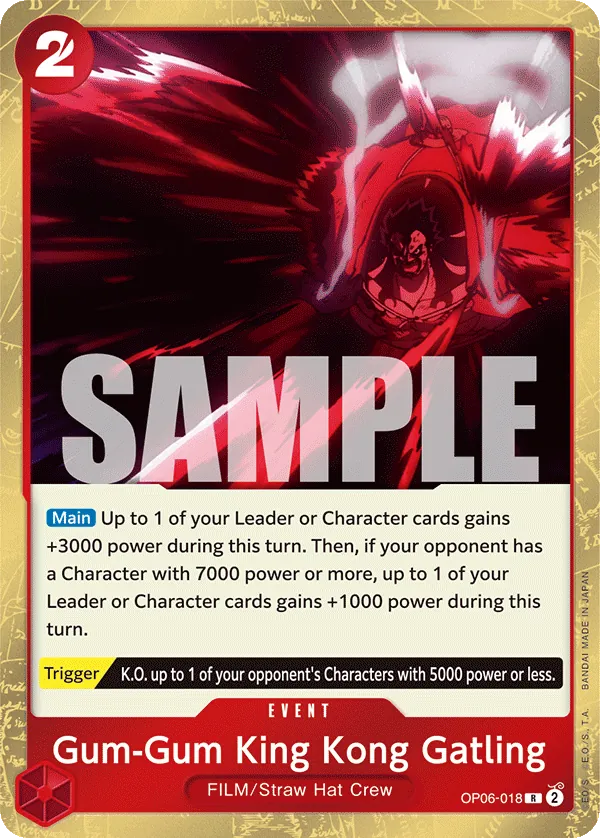 2
SAMPLE
Main Up to 1 of your Leader or Character cards gains
+3000 power during this turn. Then, if your opponent has
a Character with 7000 power or more, up to 1 of your
Leader or Character cards gains +1000 power during this
turn.
Trigger K.O. up to 1 of your opponent's Characters with 5000 power or less.
EVENT
Gum-Gum King Kong Gatling
FILM/Straw Hat Crew
OP06-018 R 2
BANDAI MADE IN JAPAN